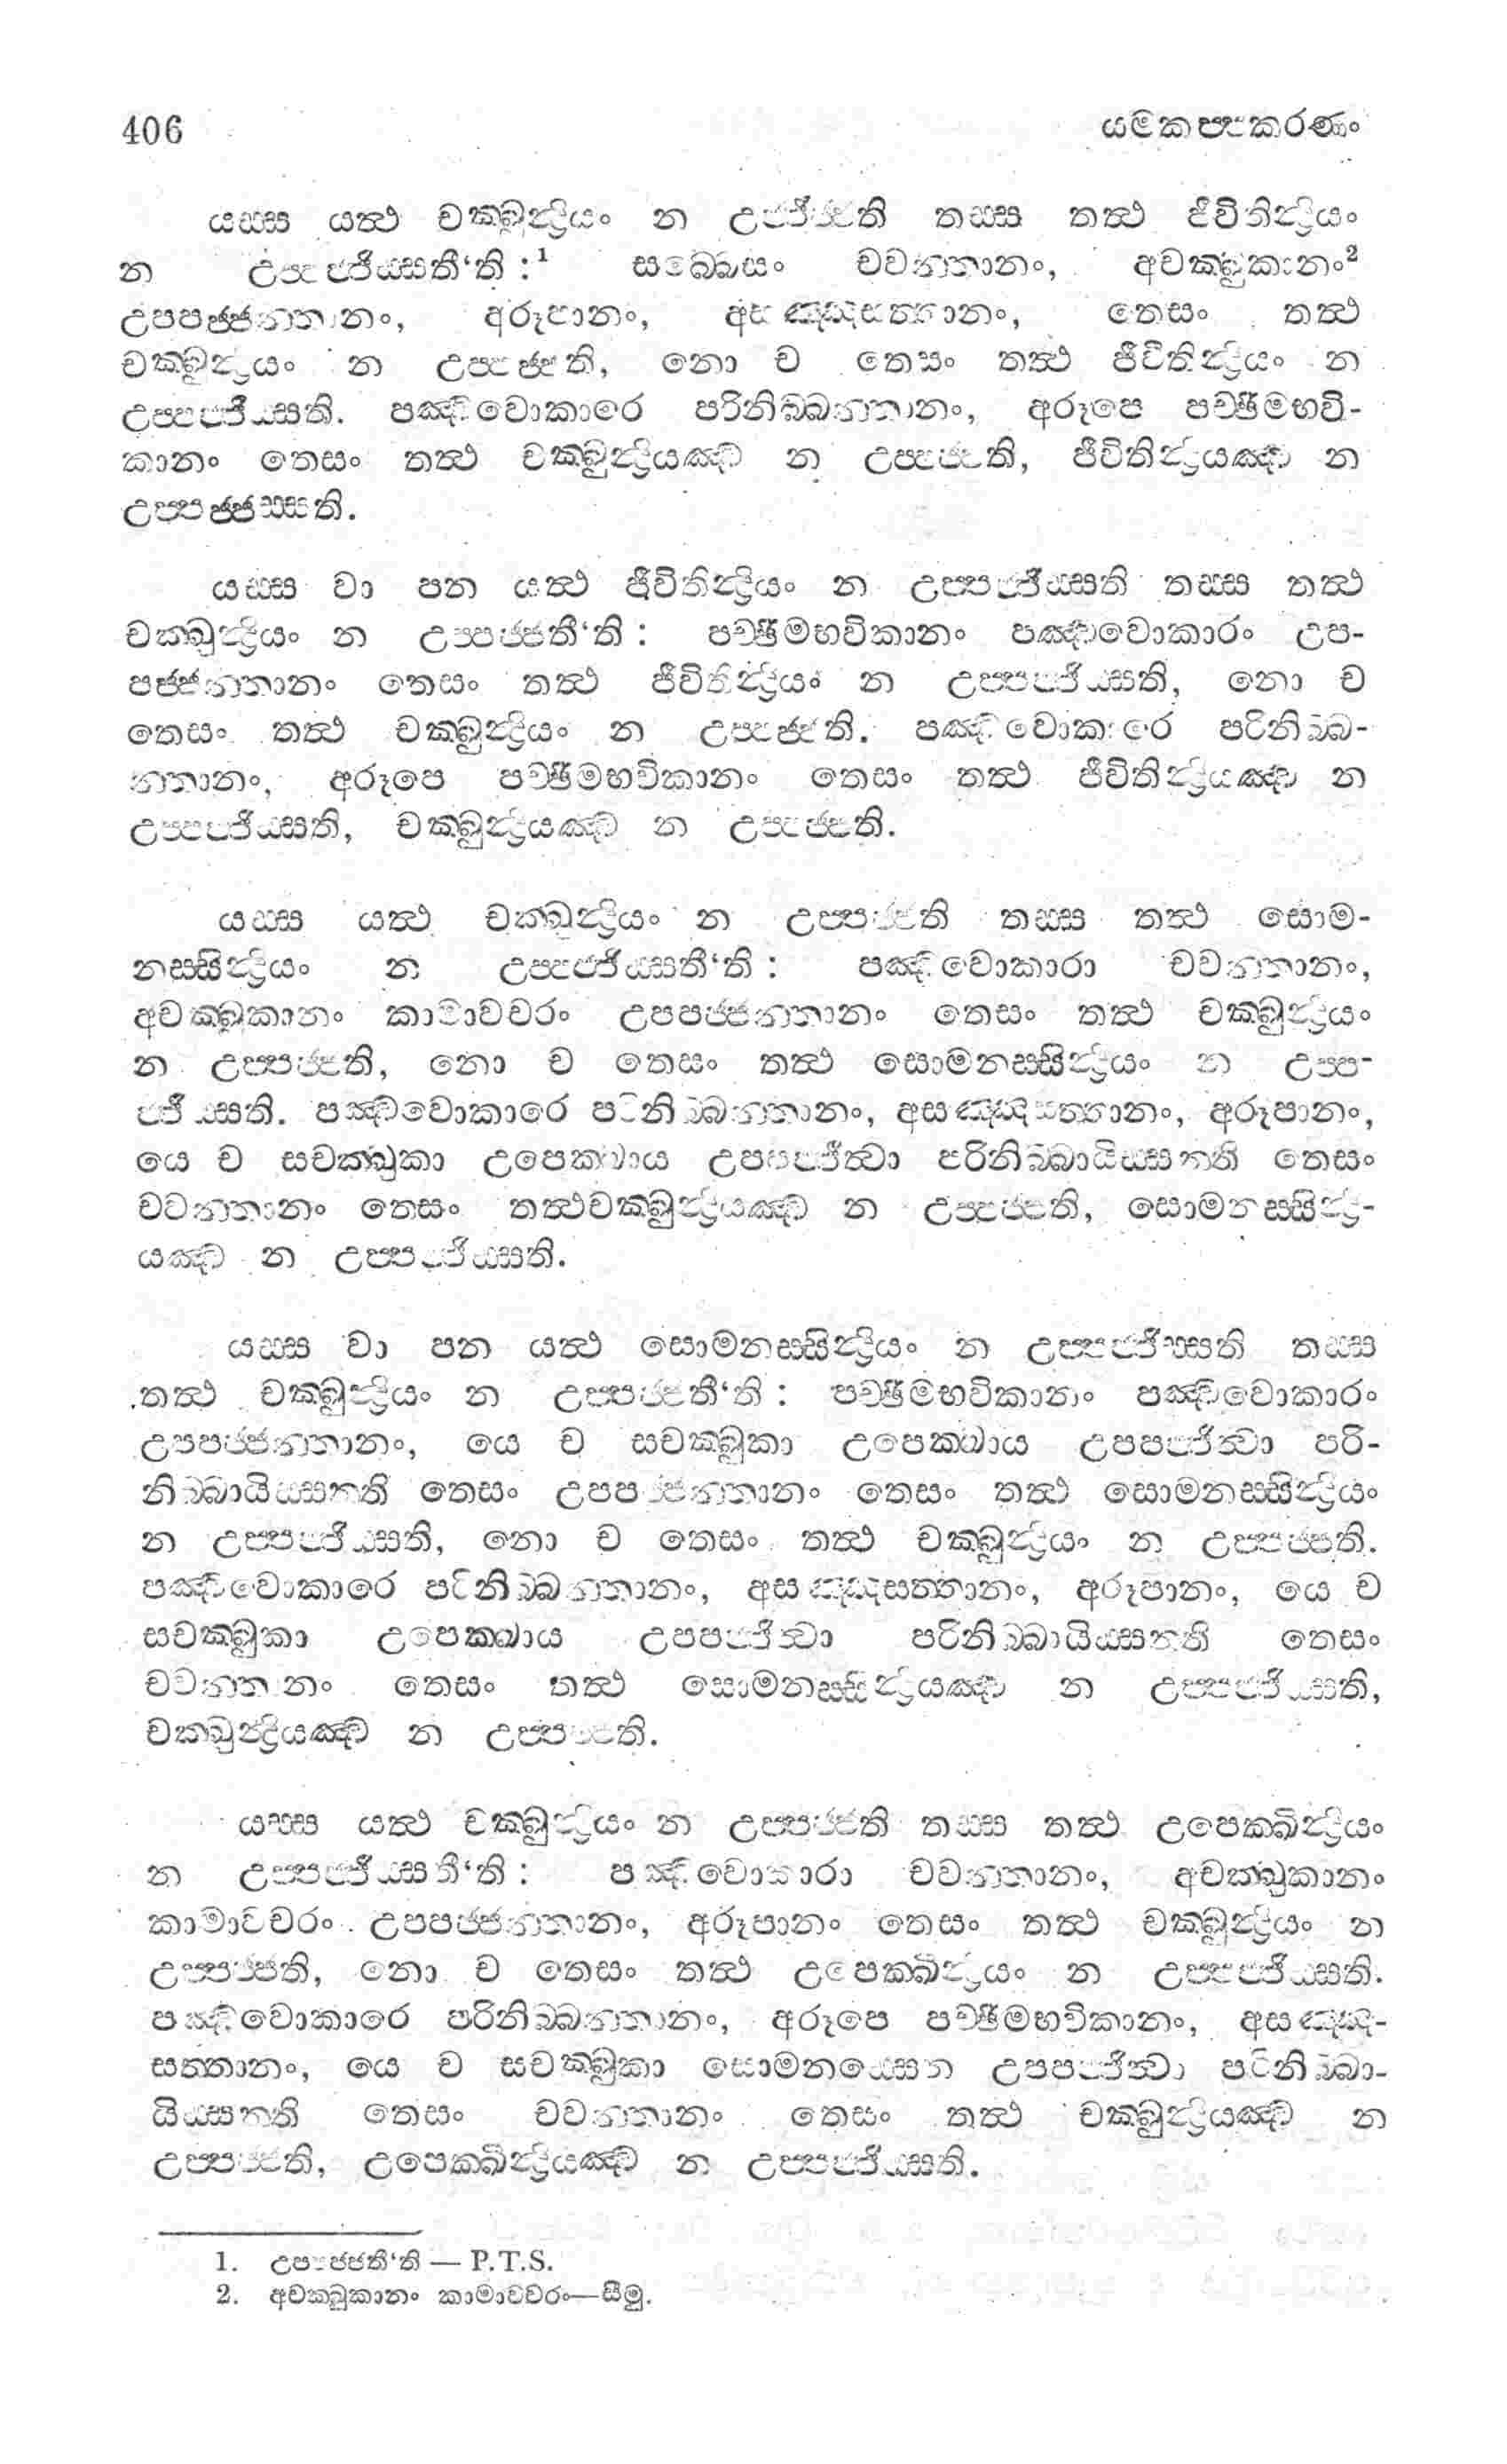 406 යමකප්පකරණං
යස්ස යත්ථ චක්ඛුන්ද්‍රියං න උප්පජ්ජති තස්ස තත්ථ ජීවිතින්ද්‍රියං
න උප්පජ්ජිස්සතී‘ති :¹ සබ්බෙසං චවන්තානං, අචක්ඛුකානං²
උපපජ්ජන්තානං, අරූපානං, අසඤ්ඤසත්තානං, තෙසං තත්ථ
චක්ඛුන්ද්‍රියං න උප්පජ්ජති, නො ච තෙසං තත්ථ ජීවිතින්ද්‍රියං න
උප්පජ්ජිස්සති. පඤ්චවොකාරෙ පරිනිබ්බන්තානං, අරූපෙ පච්ඡිමභවි-
කානං තෙසං තත්ථ චක්ඛුන්ද්‍රියඤ්ච න උප්පජ්ජති, ජීවිතින්ද්‍රියඤ්ච න
උප්පජ්ජස්සති.
යස්ස වා පන යත්ථ ජීවිතින්ද්‍රියං න උප්පජ්ජිස්සති තස්ස තත්ථ
චක්ඛුන්ද්‍රියං න උප්පජ්ජතී‘ති : පච්ඡිමභවිකානං පඤ්චවොකාරං උප-
පජ්ජන්තානං තෙසං තත්ථ ජීවිතින්ද්‍රියං න උප්පජ්ජිස්සති, නො ච
තෙසං තත්ථ චක්ඛුන්ද්‍රියං න උප්පජ්ජති. පඤ්චවොකාරෙ පරිනිබ්බ-
න්තානං, අරූපෙ පච්ඡිමභවිකානං තෙසං තත්ථ ජීවිතින්ද්‍රියඤ්ච න
උප්පජ්ජිස්සති, චක්ඛුන්ද්‍රියඤ්ච න උප්පජ්ජති.
යස්ස යත්ථ චක්ඛුන්ද්‍රියං න උප්පජ්ජති තස්ස තත්ථ සොම-
නස්සින්ද්‍රියං න උප්පජ්ජිස්සතී‘ති : පඤ්චවොකාරා චවන්තානං,
අචක්ඛුකානං කාමාවචරං උපපජ්ජන්තානං තෙසං තත්ථ චක්ඛුන්ද්‍රියං
න උප්පජ්ජති, නො ච තෙසං තත්ථ සොමනස්සින්ද්‍රියං න උප්ප-
ජ්ජිස්සති. පඤ්චවොකාරෙ පරිනිබ්බන්තානං, අසඤ්ඤසත්තානං, අරූපානං,
යෙ ච සචක්ඛුකා උපෙක්ඛාය උපපජ්ජිත්වා පරිනිබ්බායිස්සන්ති තෙසං
චවන්තානං තෙසං තත්ථචක්ඛුන්ද්‍රියඤ්ච න උප්පජ්ජති, සොමනස්සින්ද්‍රි-
යඤ්ච න උප්පජ්ජිස්සති.
යස්ස වා පන යත්ථ සොමනස්සින්ද්‍රියං න උප්පජ්ජිස්සති තස්ස
තත්ථ චක්ඛුන්ද්‍රියං න උප්පජ්ජතී‘ති : පච්ඡිමභවිකානං පඤ්චවොකාරං
උපපජ්ජන්තානං, යෙ ච සචක්ඛුකා උපෙක්ඛාය උපපජ්ජිත්වා පරි-
නිබ්බායිස්සන්ති තෙසං උපපජ්ජන්තානං තෙසං තත්ථ සොමනස්සින්ද්‍රියං
න උප්පජ්ජිස්සති, නො ච තෙසං තත්ථ චක්ඛුන්ද්‍රියං න උප්පජ්ජති.
පඤ්චවොකාරෙ පරිනිබ්බන්තානං, අසඤ්ඤසත්තානං, අරූපානං, යෙ ච
සචක්ඛුකා උපෙක්ඛාය උපපජ්ජිත්වා පරිනිබ්බායිස්සන්ති තෙසං
චවන්තානං තෙසං තත්ථ සොමනස්සින්ද්‍රියඤ්ච න උප්පජ්ජිස්සති,
චක්ඛුන්ද්‍රියඤ්ච න උප්පජ්ජති.
යස්ස යත්ථ චක්ඛුන්ද්‍රියං න උප්පජ්ජති තස්ස තත්ථ උපෙක්ඛින්ද්‍රියං
න උප්පජ්ජිස්සතී‘ති : පඤ්චවොකාරා චවන්තානං, අචක්ඛුකානං
කාමාවචරං උපපජ්ජන්තානං, අරූපානං තෙසං තත්ථ චක්ඛුන්ද්‍රියං න
උප්පජ්ජති, නො ච තෙසං තත්ථ උපෙක්ඛින්ද්‍රියං න උප්පජ්ජිස්සති.
පඤ්චවොකාරෙ පරිනිබ්බන්තානං, අරූපෙ පච්ඡිමභවිකානං, අසඤ්ඤ-
සත්තානං, යෙ ච සචක්ඛුකා සොමනස්සෙන උපපජ්ජිත්වා පරිනිබ්බා-
යිස්සන්ති තෙසං චවන්තානං තෙසං තත්ථ චක්ඛුන්ද්‍රියඤ්ච න
උප්පජ්ජති, උපෙක්ඛින්ද්‍රියඤ්ච න උප්පජ්ජිස්සති.
1. උප්පජ්ජතී‘ති — P.T.S.
2. අචක්ඛුකානං කාමාවචරං—සීමු.